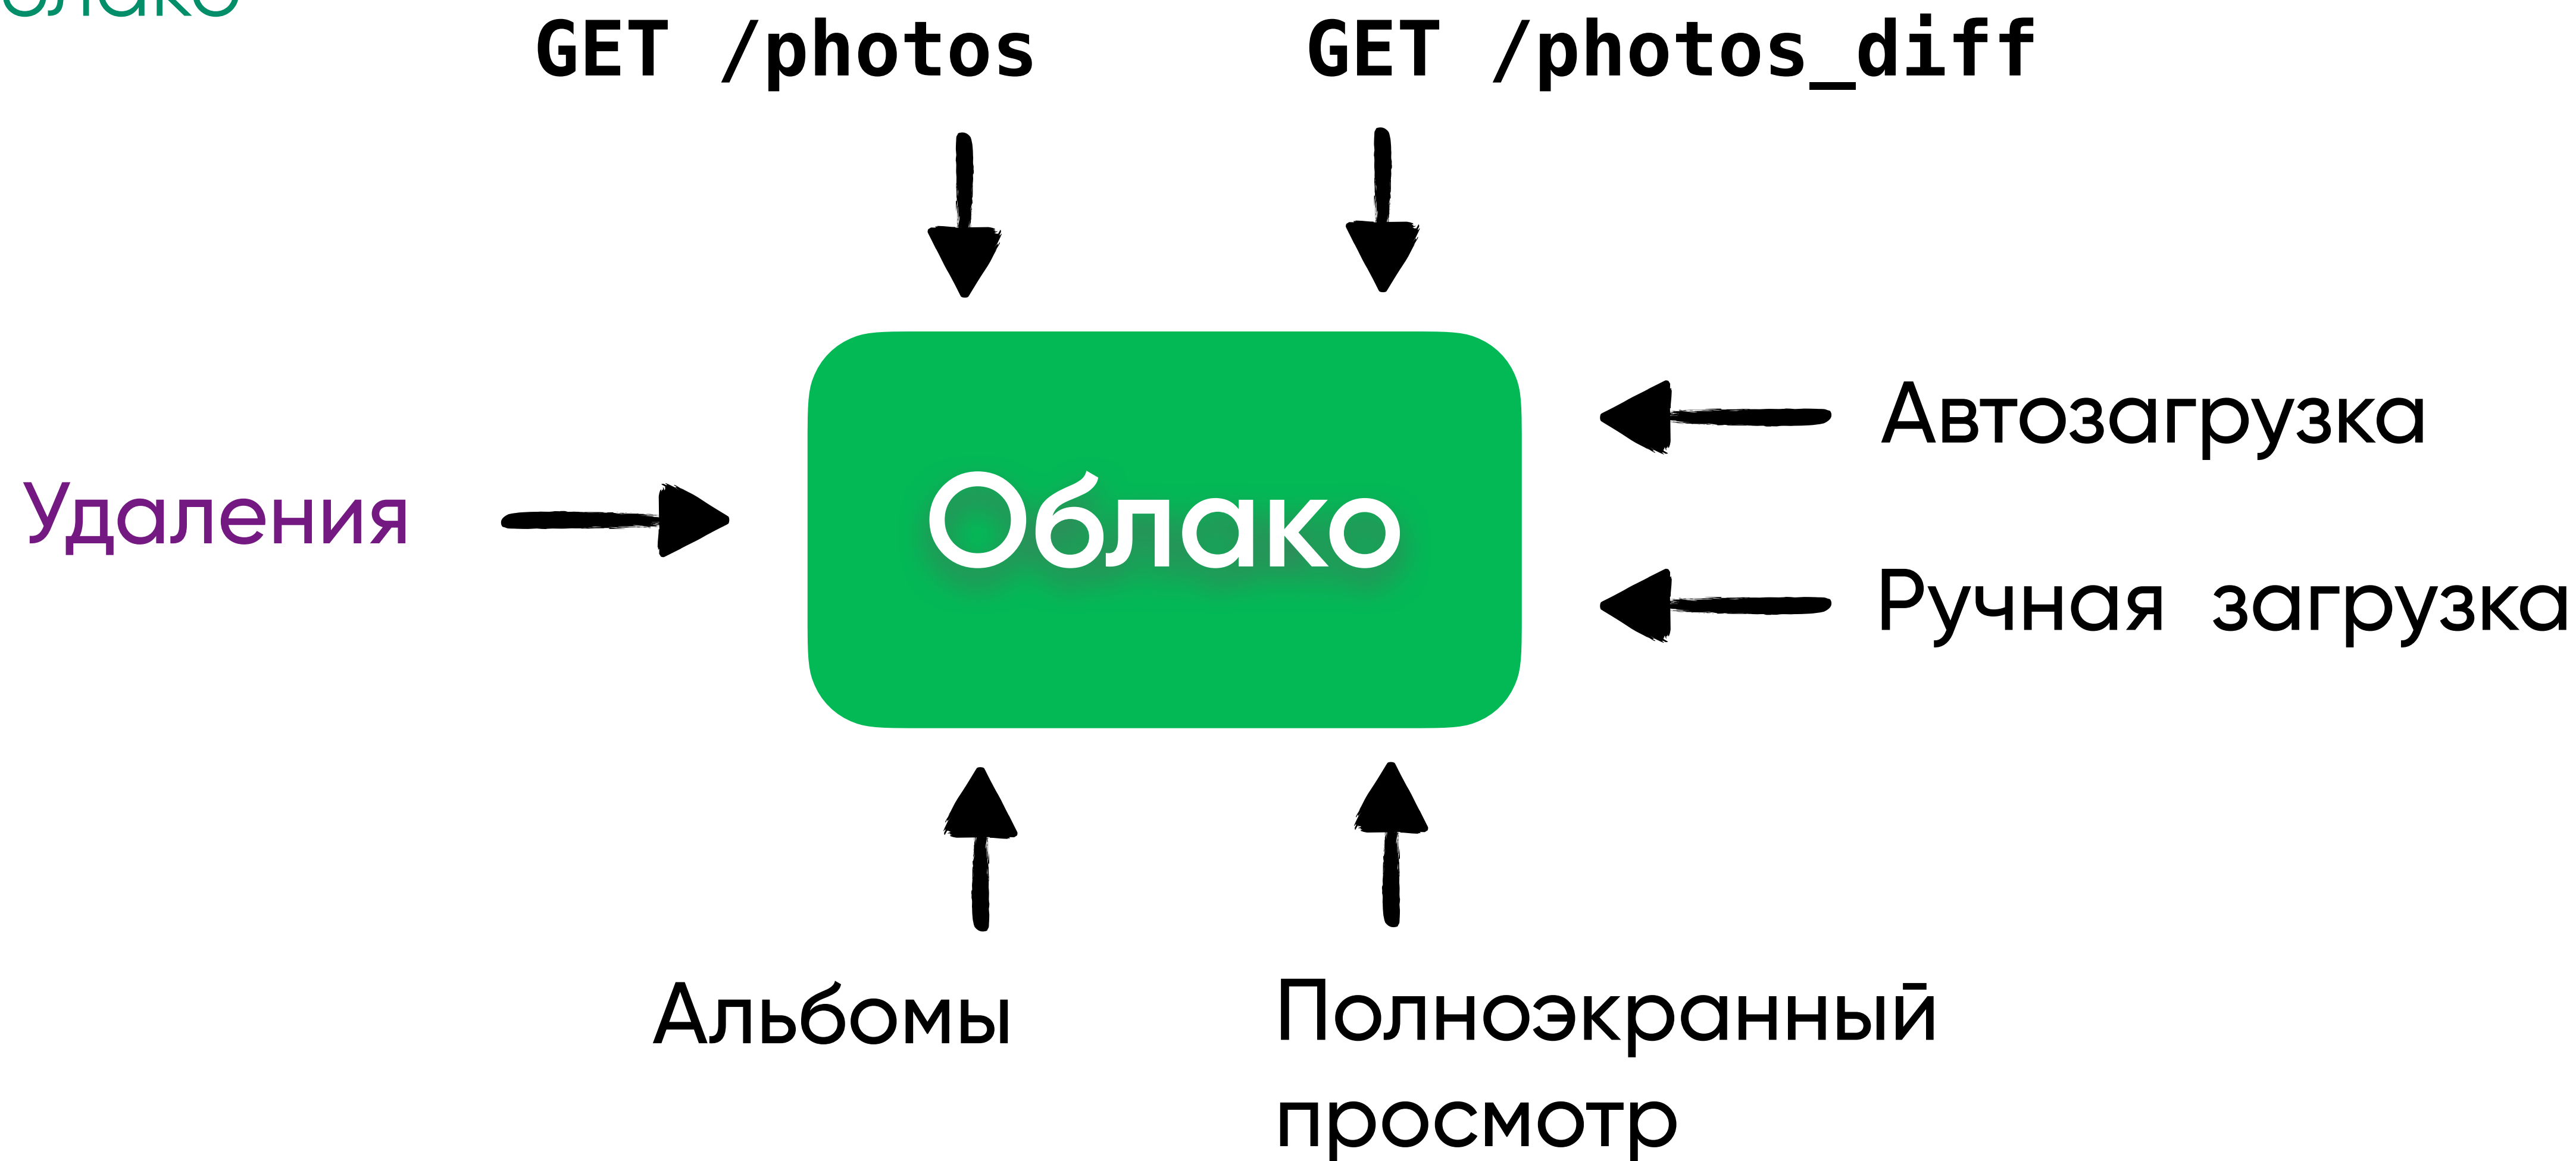 GET /photos
GET /photos_diff
Автозагрузка
Удаления
Облако
Ручная загрузка
Альбомы
Полноэкранный
просмотр